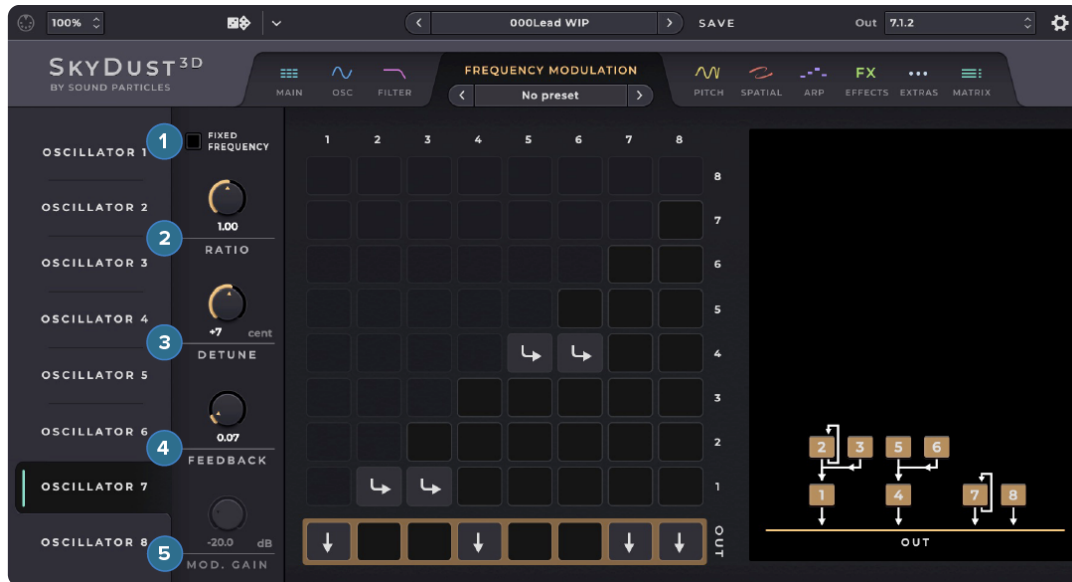 100%
000Lead WIP
SAVE
Out 7.1.2
SKYDUST 3D
BY SOUND PARTICLES
MAIN
OSC
FILTER
FREQUENCY MODULATION
No preset
PITCH
SPATIAL
ARP
FX
EFFECTS
EXTRAS
MATRIX
OSCILLATOR 1
OSCILLATOR 2
OSCILLATOR 3
OSCILLATOR 4
OSCILLATOR 5
OSCILLATOR 6
OSCILLATOR 7
OSCILLATOR 8
1
FIXED
FREQUENCY
1.00
2
RATIO
+7 cent
3
DETUNE
0.07
4
FEEDBACK
-20.0 dB
5
MOD. GAIN
1 2 3 4 5 6 7 8
8
7
6
5
4
3
2
1
OUT
2 3 5 6
1 4 7 8
OUT